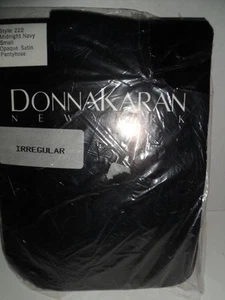 Style 222
Midnight Navy
Small
Opaque Satin
Pantyhose
DONNAKARAN
NEW YORK
IRREGULAR